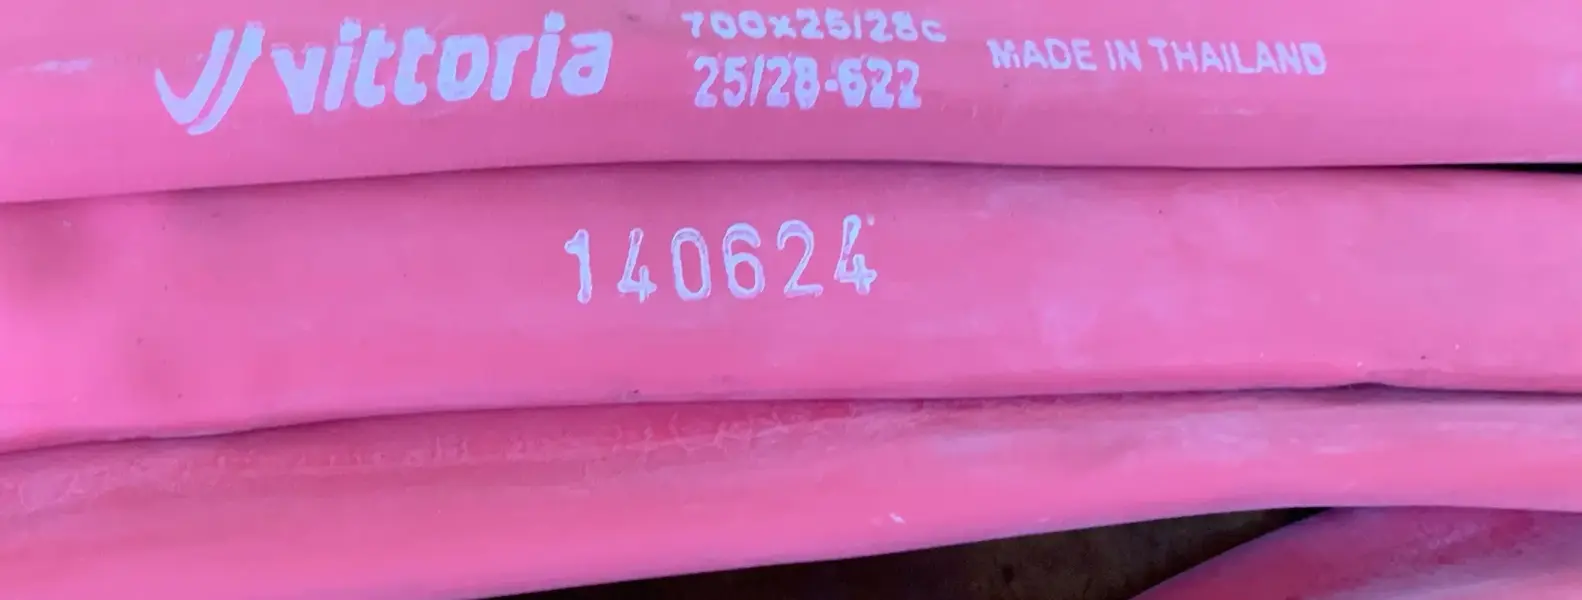 vittoria
700x25/28c
25/28-622
MADE IN THAILAND
140624